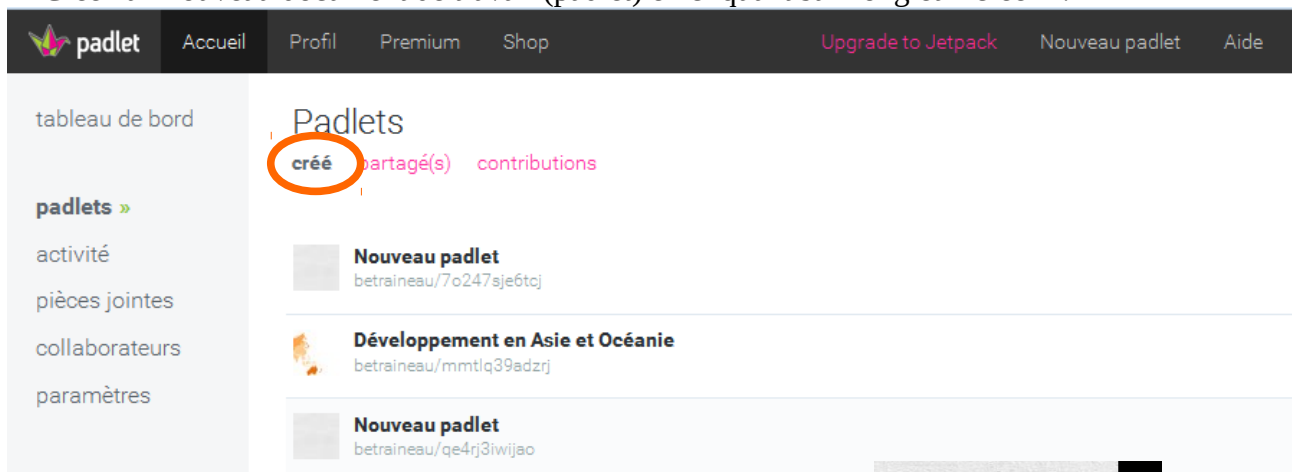 padlet Accueil Profil Premium Shop Upgrade to Jetpack Nouveau padlet Aide
tableau de bord
padlets »
activité
pièces jointes
collaborateurs
paramètres
Padlets
créé partagé(s) contributions
Nouveau padlet
betraineau/7o247sje6tcj
Développement en Asie et Océanie
betraineau/mmtlq39adzrj
Nouveau padlet
betraineau/qe4rj3iwijao